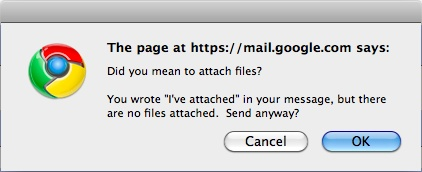 The page at https://mail.google.com says:
Did you mean to attach files?
You wrote "I've attached" in your message, but there
are no files attached.  Send anyway?
Cancel
OK